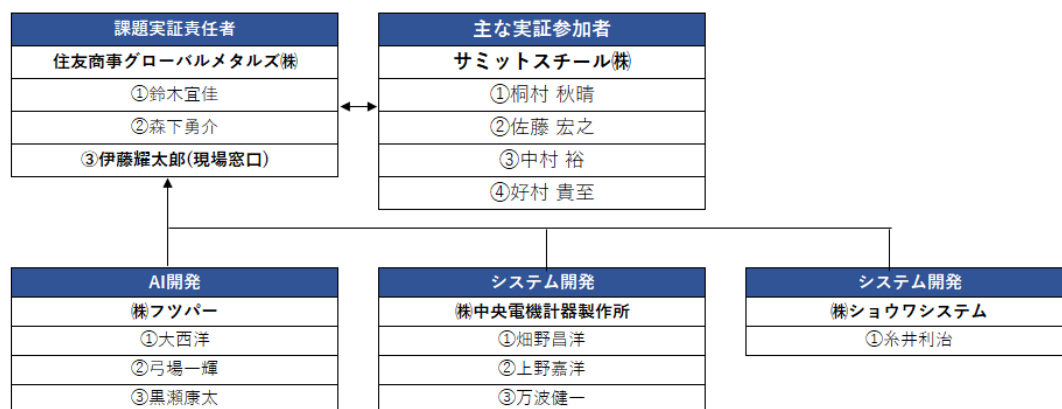 課題実証責任者
住友商事グローバルメタルズ㈱
①鈴木宜佳
②森下勇介
③伊藤耀太郎(現場窓口)
主な実証参加者
サミットスチール㈱
①桐村 秋晴
②佐藤 宏之
③中村 裕
④好村 貴至
AI開発
㈱フツパー
①大西洋
②弓場一輝
③黒瀬康太
システム開発
㈱中央電機計器製作所
①畑野昌洋
②上野嘉洋
③万波健一
システム開発
㈱ショウワシステム
①糸井利治